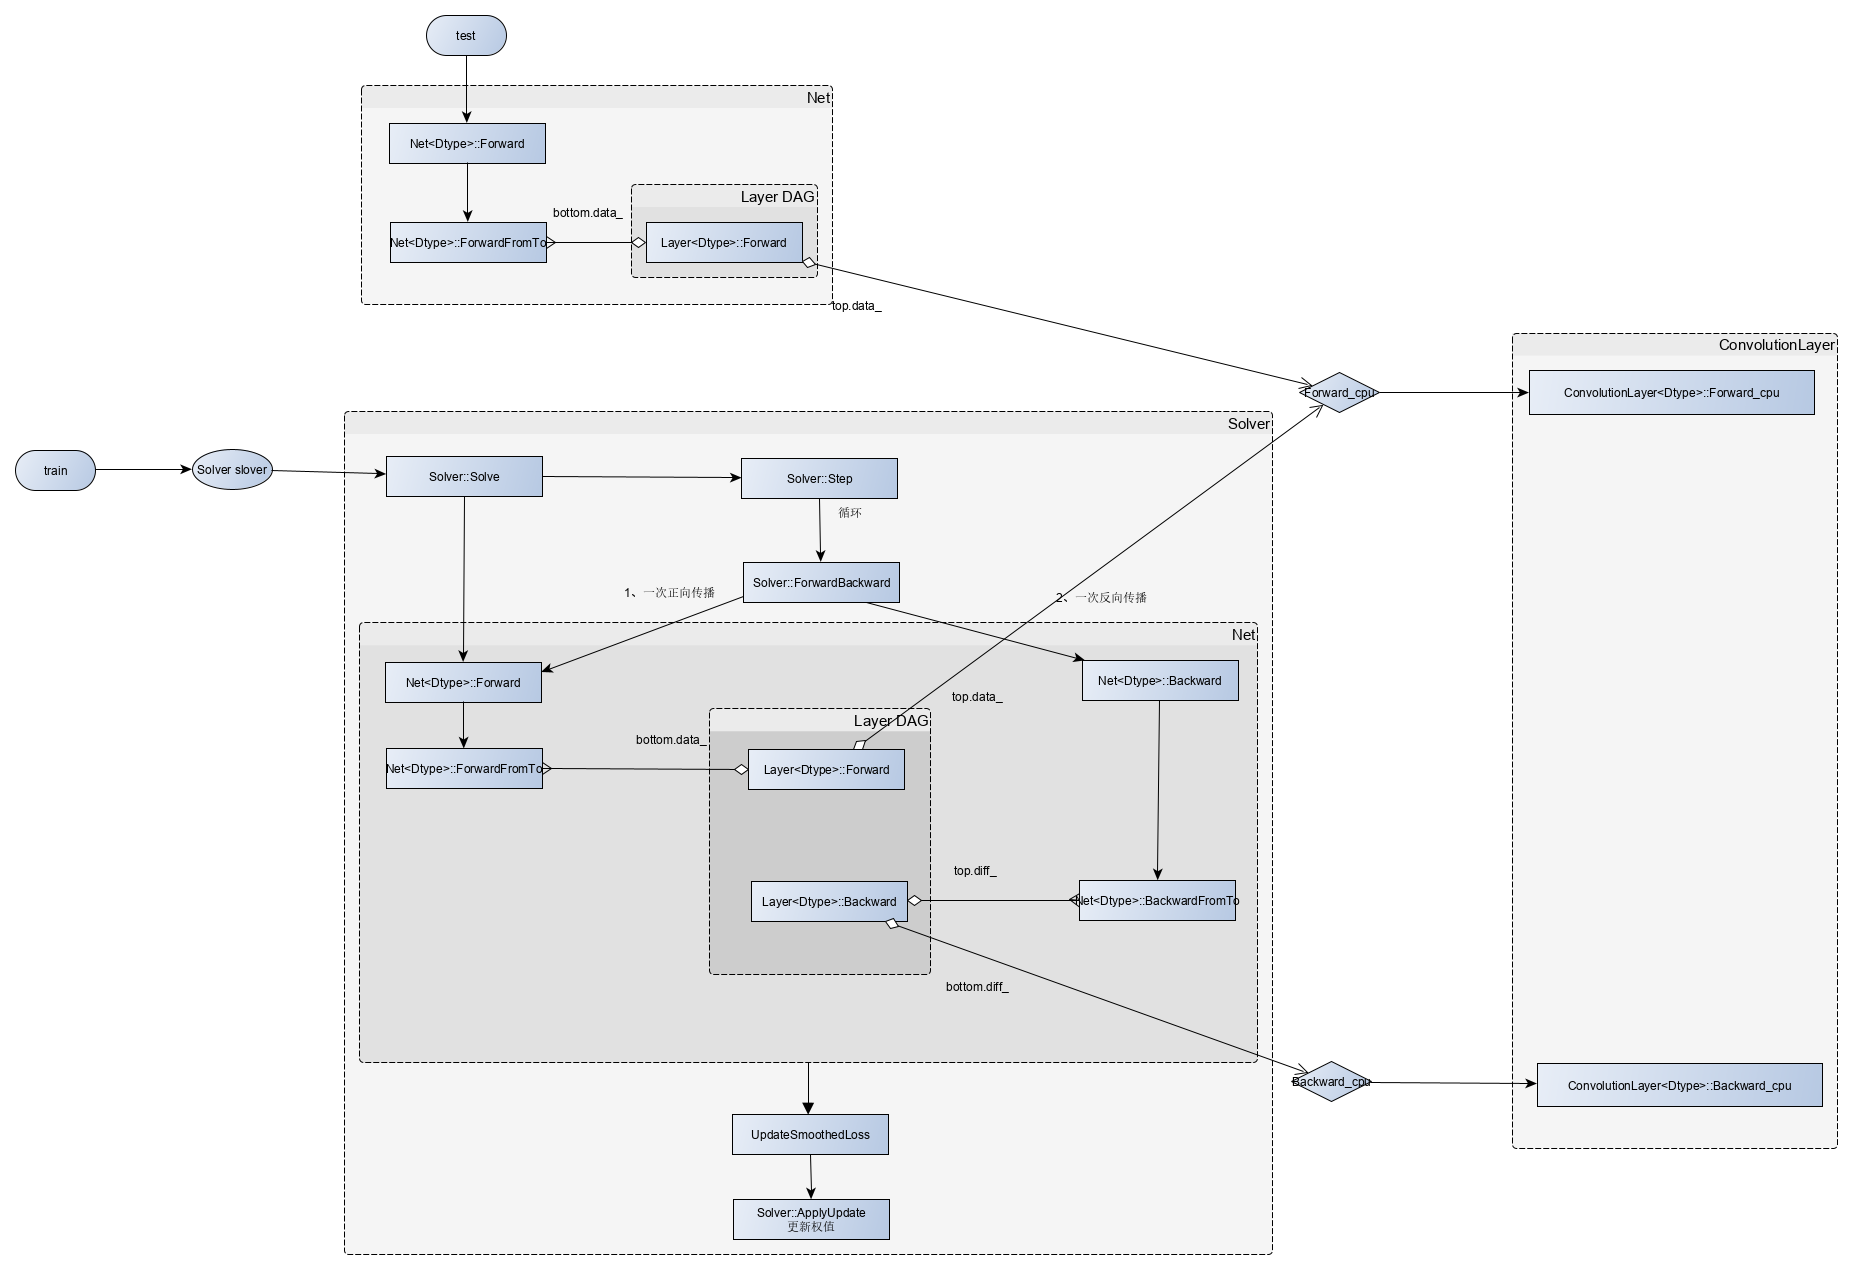 test
Net
Net<Dtype>::Forward
Layer DAG
bottom.data_
Net<Dtype>::ForwardFromTo
Layer<Dtype>::Forward
top.data_
ConvolutionLayer
Forward_cpu
ConvolutionLayer<Dtype>::Forward_cpu
Solver
train
Solver slover
Solver::Solve
Solver::Step
循环
Solver::ForwardBackward
1、一次正向传播
2、一次反向传播
Net
Net<Dtype>::Forward
Net<Dtype>::Backward
top.data_
Layer DAG
bottom.data_
Net<Dtype>::ForwardFromTo
Layer<Dtype>::Forward
top.diff_
Layer<Dtype>::Backward
Net<Dtype>::BackwardFromTo
bottom.diff_
Backward_cpu
ConvolutionLayer<Dtype>::Backward_cpu
UpdateSmoothedLoss
Solver::ApplyUpdate
更新权值